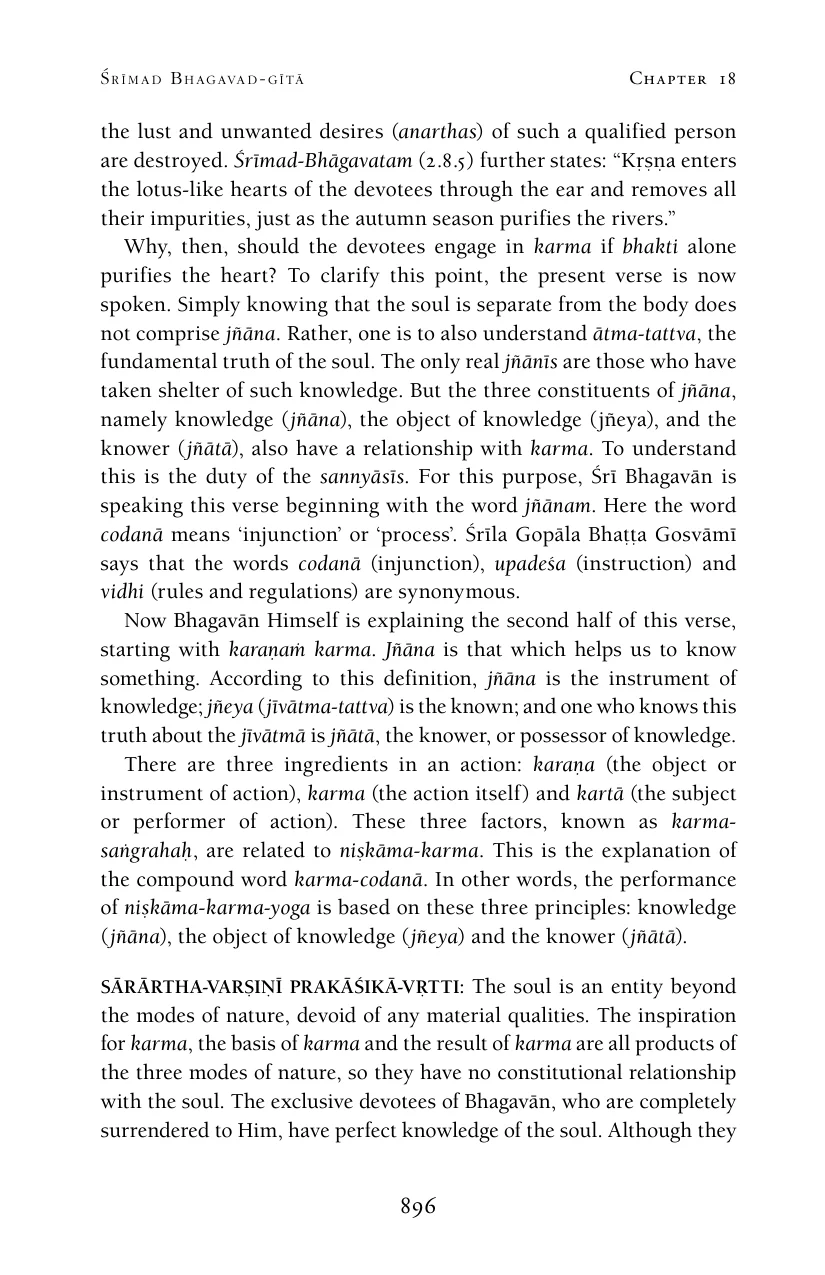 Śrīmad Bhagavad-gītā Chapter 18
the lust and unwanted desires (anarthas) of such a qualified person
are destroyed. Śrīmad-Bhāgavatam (2.8.5) further states: “Kṛṣṇa enters
the lotus-like hearts of the devotees through the ear and removes all
their impurities, just as the autumn season purifies the rivers.”
Why, then, should the devotees engage in karma if bhakti alone
purifies the heart? To clarify this point, the present verse is now
spoken. Simply knowing that the soul is separate from the body does
not comprise jñāna. Rather, one is to also understand ātma-tattva, the
fundamental truth of the soul. The only real jñānīs are those who have
taken shelter of such knowledge. But the three constituents of jñāna,
namely knowledge (jñāna), the object of knowledge (jñeya), and the
knower (jñātā), also have a relationship with karma. To understand
this is the duty of the sannyāsīs. For this purpose, Śrī Bhagavān is
speaking this verse beginning with the word jñānam. Here the word
codanā means ‘injunction’ or ‘process’. Śrīla Gopāla Bhaṭṭa Gosvāmī
says that the words codanā (injunction), upadeśa (instruction) and
vidhi (rules and regulations) are synonymous.
Now Bhagavān Himself is explaining the second half of this verse,
starting with karaṇaṁ karma. Jñāna is that which helps us to know
something. According to this definition, jñāna is the instrument of
knowledge; jñeya (jīvātma-tattva) is the known; and one who knows this
truth about the jīvātmā is jñātā, the knower, or possessor of knowledge.
There are three ingredients in an action: karaṇa (the object or
instrument of action), karma (the action itself) and kartā (the subject
or performer of action). These three factors, known as karma-
saṅgrahaḥ, are related to niṣkāma-karma. This is the explanation of
the compound word karma-codanā. In other words, the performance
of niṣkāma-karma-yoga is based on these three principles: knowledge
(jñāna), the object of knowledge (jñeya) and the knower (jñātā).
SĀRĀRTHA-VARṢIṆĪ PRAKĀŚIKĀ-VṚTTI: The soul is an entity beyond
the modes of nature, devoid of any material qualities. The inspiration
for karma, the basis of karma and the result of karma are all products of
the three modes of nature, so they have no constitutional relationship
with the soul. The exclusive devotees of Bhagavān, who are completely
surrendered to Him, have perfect knowledge of the soul. Although they
896